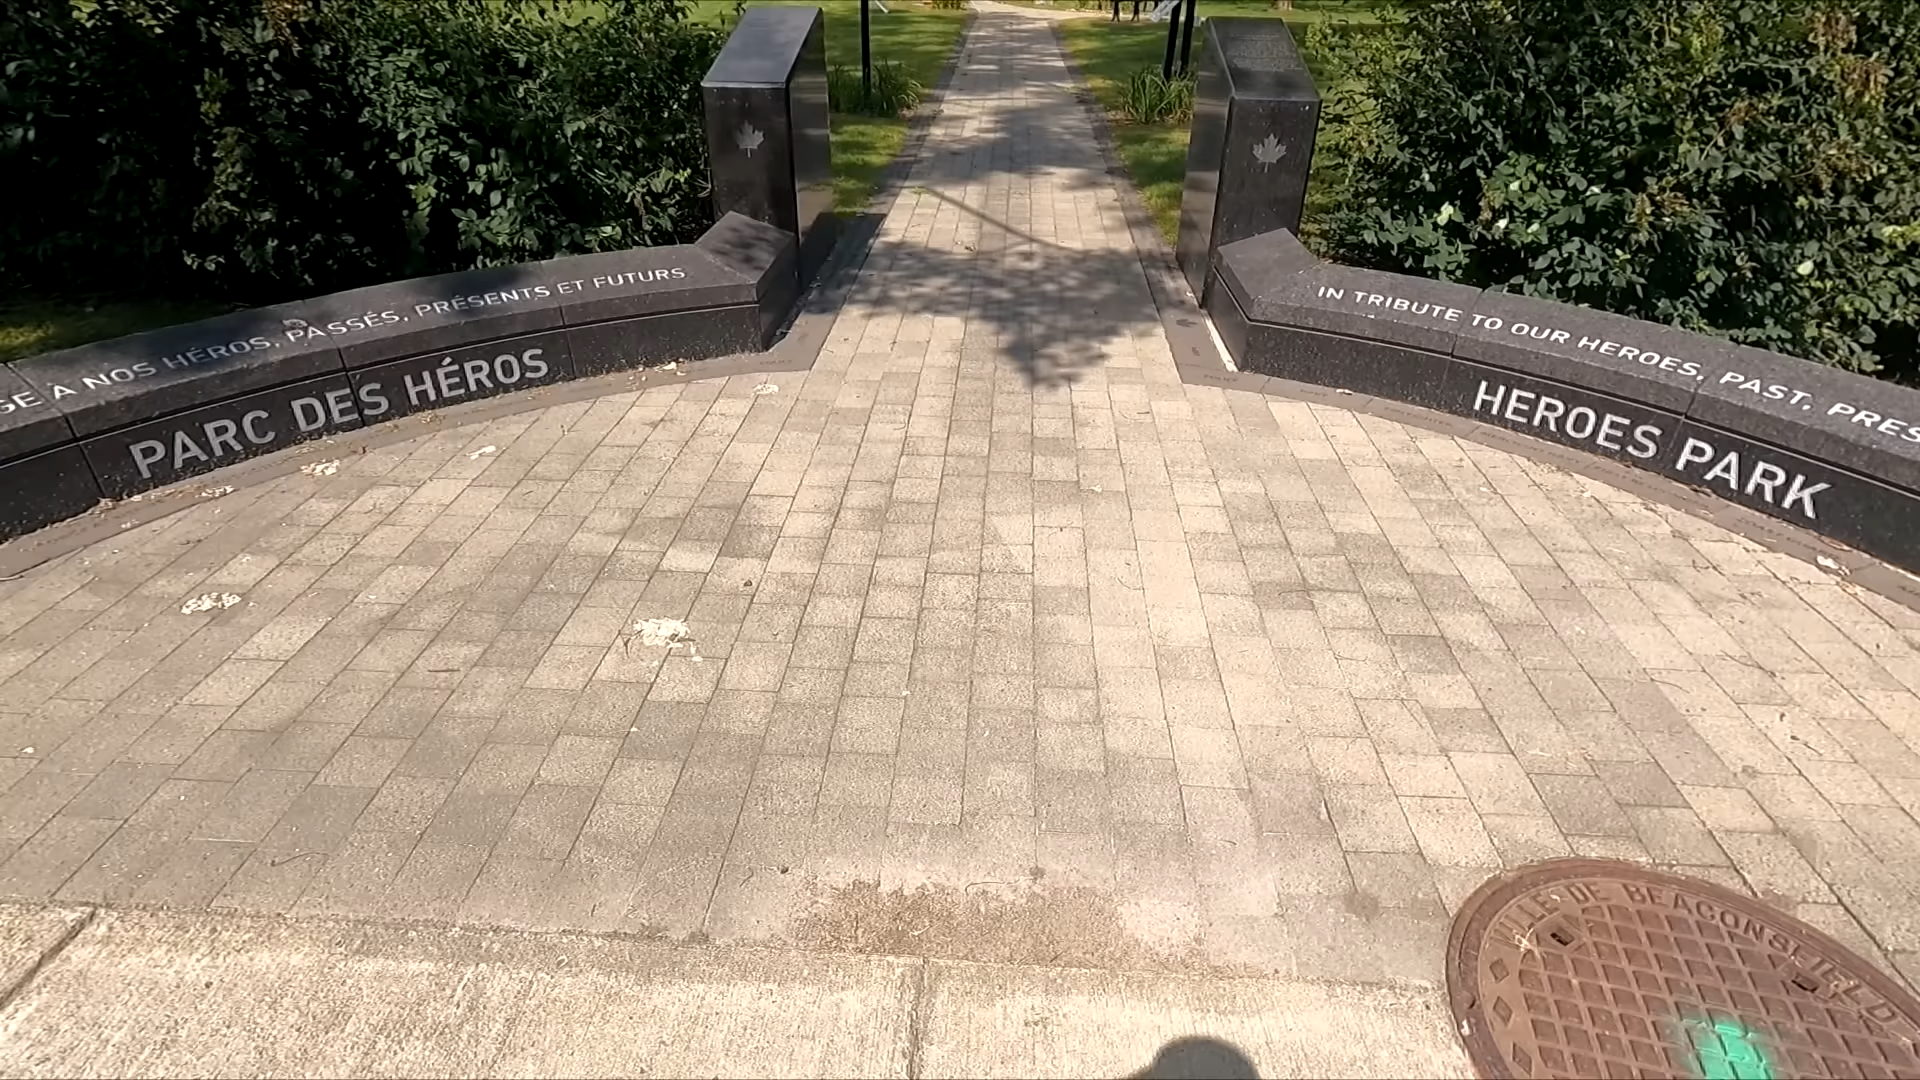 GE À NOS HÉROS, PASSÉS, PRÉSENTS ET FUTURS
PARC DES HÉROS
IN TRIBUTE TO OUR HEROES, PAST, PRES
HEROES PARK
VILLE DE BEACONSFIELD